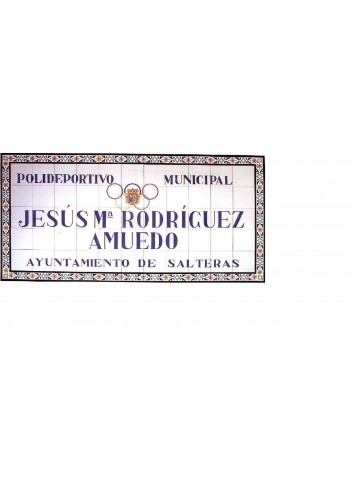 POLIDEPORTIVO MUNICIPAL
JESÚS Mª RODRÍGUEZ
AMUEDO
AYUNTAMIENTO DE SALTERAS